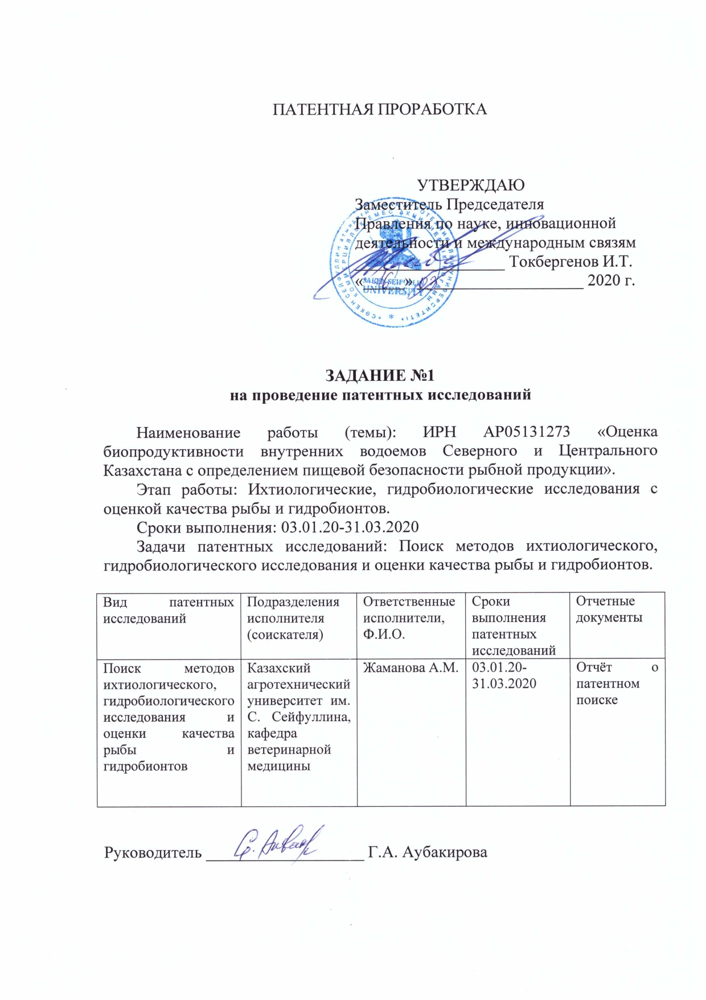 ПАТЕНТНАЯ ПРОРАБОТКА
УТВЕРЖДАЮ
Заместитель Председателя
Правления по науке, инновационной
деятельности и международным связям
__________________ Токбергенов И.Т.
«16» 03 ____________________ 2020 г.
SAKEN SEIFULLIN
UNIVERSITY
ЗАДАНИЕ №1
на проведение патентных исследований
Наименование работы (темы): ИРН АР05131273 «Оценка
биопродуктивности внутренних водоемов Северного и Центрального
Казахстана с определением пищевой безопасности рыбной продукции».
Этап работы: Ихтиологические, гидробиологические исследования с
оценкой качества рыбы и гидробионтов.
Сроки выполнения: 03.01.20-31.03.2020
Задачи патентных исследований: Поиск методов ихтиологического,
гидробиологического исследования и оценки качества рыбы и гидробионтов.
Вид патентных
исследований
Подразделения
исполнителя
(соискателя)
Ответственные
исполнители,
Ф.И.О.
Сроки
выполнения
патентных
исследований
Отчетные
документы
Поиск методов
ихтиологического,
гидробиологического
исследования и
оценки качества
рыбы и
гидробионтов
Казахский
агротехнический
университет им.
С. Сейфуллина,
кафедра
ветеринарной
медицины
Жаманова А.М.
03.01.20-
31.03.2020
Отчёт о
патентном
поиске
Руководитель ___________________ Г.А. Аубакирова